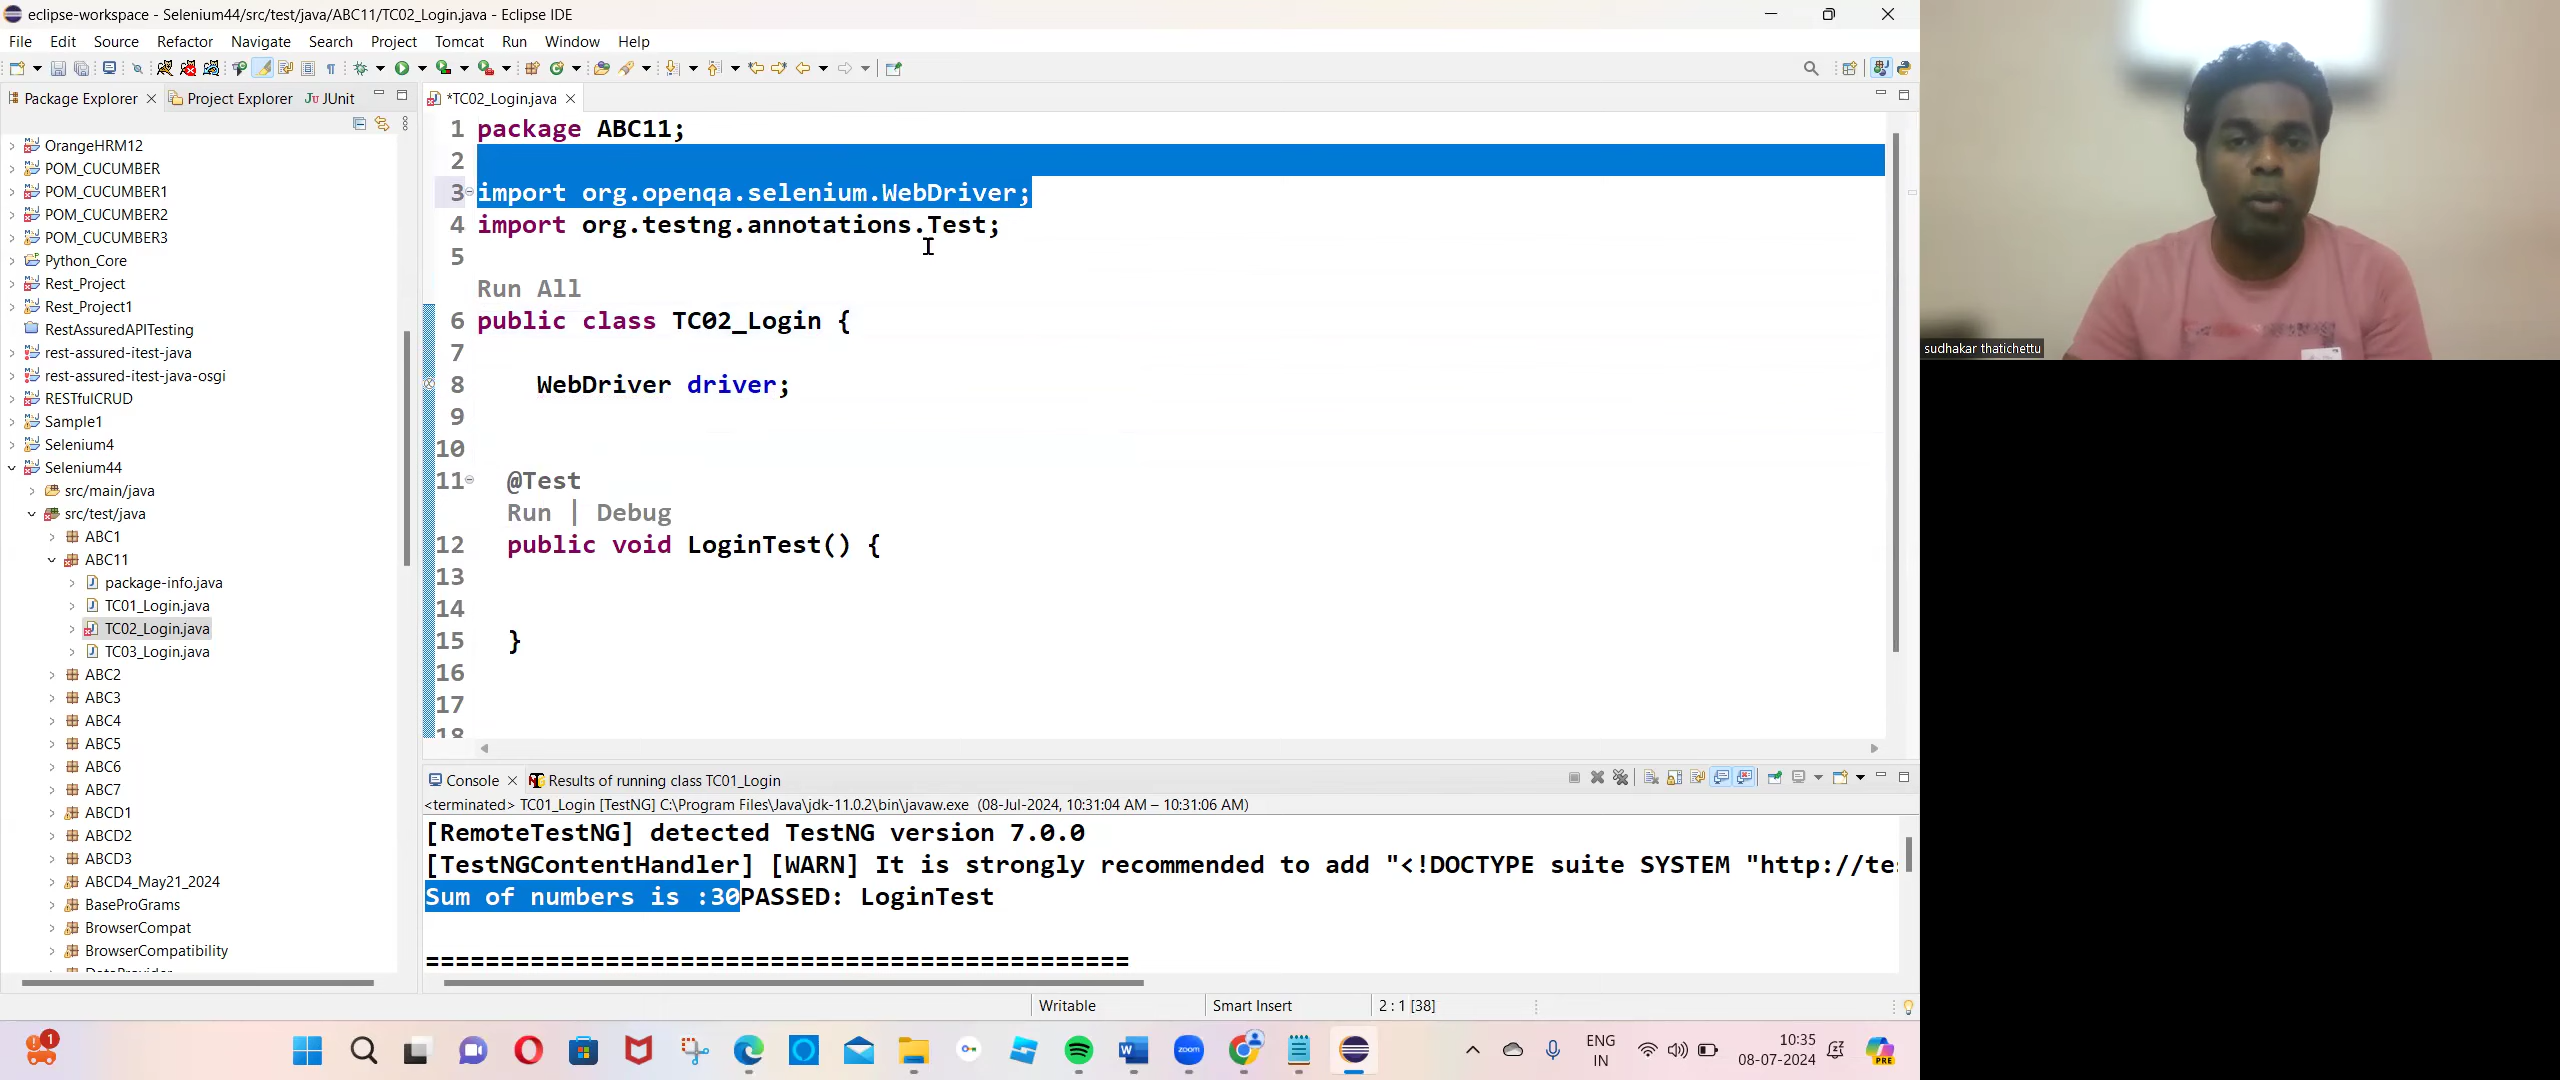 eclipse-workspace - Selenium44/src/test/java/ABC11/TC02_Login.java - Eclipse IDE
File Edit Source Refactor Navigate Search Project Tomcat Run Window Help
Package Explorer Project Explorer JUnit
*TC02_Login.java
OrangeHRM12
POM_CUCUMBER
POM_CUCUMBER1
POM_CUCUMBER2
POM_CUCUMBER3
Python_Core
Rest_Project
Rest_Project1
RestAssuredAPITesting
rest-assured-itest-java
rest-assured-itest-java-osgi
RESTfulCRUD
Sample1
Selenium4
Selenium44
src/main/java
src/test/java
ABC1
ABC11
package-info.java
TC01_Login.java
TC02_Login.java
TC03_Login.java
ABC2
ABC3
ABC4
ABC5
ABC6
ABC7
ABCD1
ABCD2
ABCD3
ABCD4_May21_2024
BaseProGrams
BrowserCompat
BrowserCompatibility
1 package ABC11;
2
3 import org.openqa.selenium.WebDriver;
4 import org.testng.annotations.Test;
5
Run All
6 public class TC02_Login {
7
8 WebDriver driver;
9
10
11 @Test
Run | Debug
12 public void LoginTest() {
13
14
15 }
16
17
18
Console Results of running class TC01_Login
<terminated> TC01_Login [TestNG] C:\Program Files\Java\jdk-11.0.2\bin\javaw.exe (08-Jul-2024, 10:31:04 AM – 10:31:06 AM)
[RemoteTestNG] detected TestNG version 7.0.0
[TestNGContentHandler] [WARN] It is strongly recommended to add "<!DOCTYPE suite SYSTEM "http://te
Sum of numbers is :30PASSED: LoginTest
===============================================
Writable Smart Insert 2 : 1 [38]
1
zoom
ENG
IN
10:35
08-07-2024
PRE
sudhakar thatichettu